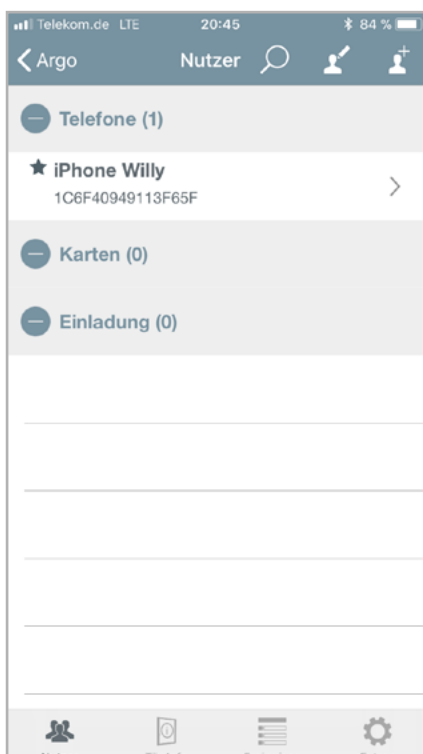 Telekom.de LTE 20:45 84 %
Argo Nutzer
Telefone (1)
iPhone Willy
1C6F40949113F65F
Karten (0)
Einladung (0)